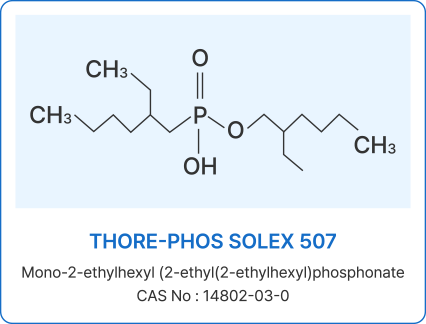 O
CH₃
CH₃
P
O
OH
CH₃
THORE-PHOS SOLEX 507
Mono-2-ethylhexyl (2-ethyl(2-ethylhexyl)phosphonate
CAS No : 14802-03-0